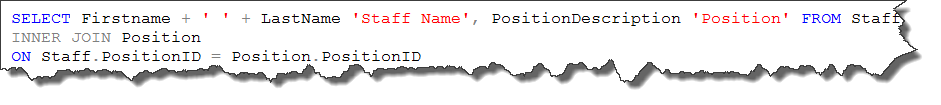 SELECT Firstname + ' ' + LastName 'Staff Name', PositionDescription 'Position' FROM Staff
INNER JOIN Position
ON Staff.PositionID = Position.PositionID